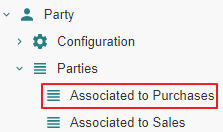 Party
Configuration
Parties
Associated to Purchases
Associated to Sales